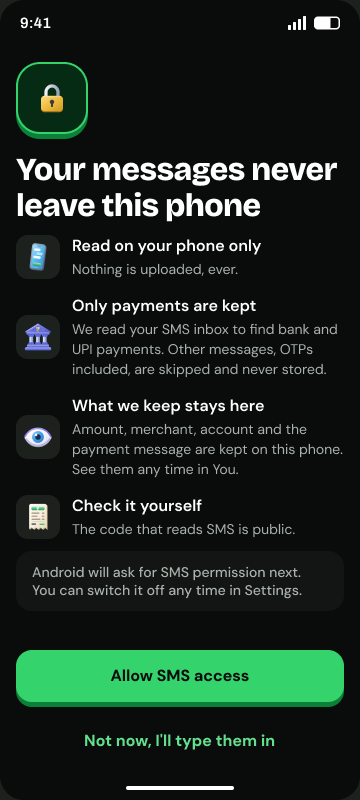 9:41
Your messages never
leave this phone
Read on your phone only
Nothing is uploaded, ever.
Only payments are kept
We read your SMS inbox to find bank and
UPI payments. Other messages, OTPs
included, are skipped and never stored.
What we keep stays here
Amount, merchant, account and the
payment message are kept on this phone.
See them any time in You.
Check it yourself
The code that reads SMS is public.
Android will ask for SMS permission next.
You can switch it off any time in Settings.
Allow SMS access
Not now, I'll type them in